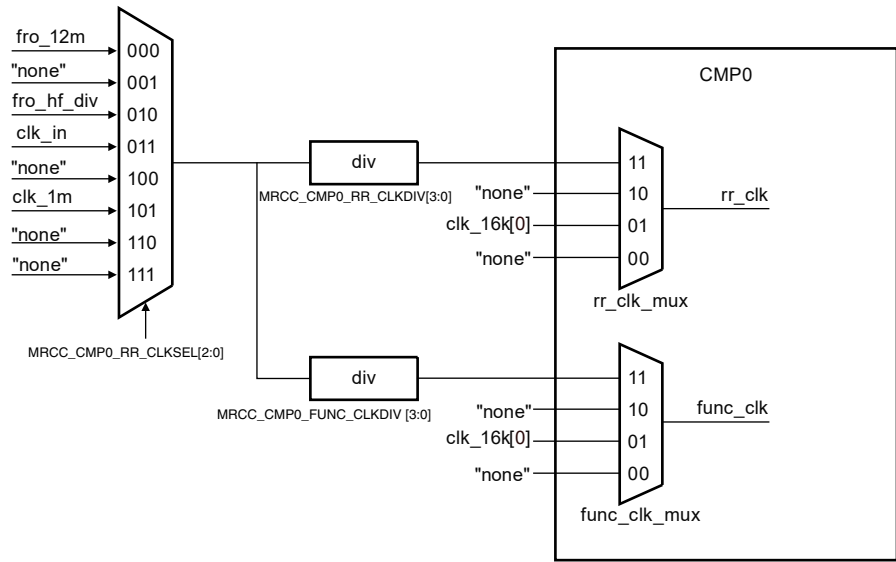 fro_12m
000
"none"
001
fro_hf_div
010
clk_in
011
"none"
100
clk_1m
101
"none"
110
"none"
111
MRCC_CMP0_RR_CLKSEL[2:0]
div
MRCC_CMP0_RR_CLKDIV[3:0]
div
MRCC_CMP0_FUNC_CLKDIV [3:0]
CMP0
11
"none"
10
clk_16k[0]
01
"none"
00
rr_clk
rr_clk_mux
11
"none"
10
clk_16k[0]
01
"none"
00
func_clk
func_clk_mux